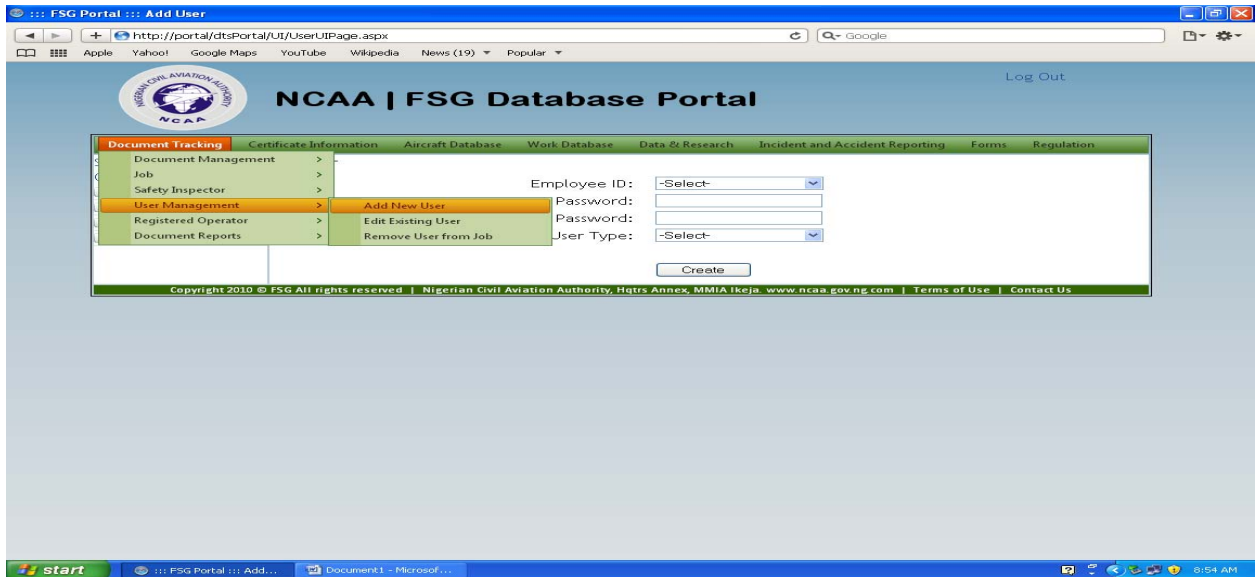 ::: FSG Portal ::: Add User
http://portal/dtsPortal/UI/UserUIPage.aspx
Google
Apple Yahoo! Google Maps YouTube Wikipedia News (19) Popular
Log Out
NIGERIAN CIVIL AVIATION AUTHORITY
NCAA
NCAA | FSG Database Portal
Document Tracking Certificate Information Aircraft Database Work Database Data & Research Incident and Accident Reporting Forms Regulation
Document Management >
Job >
Safety Inspector >
User Management >
Registered Operator >
Document Reports >
Add New User
Edit Existing User
Remove User from Job
Employee ID: -Select-
Password:
Password:
User Type: -Select-
Create
Copyright 2010 © FSG All rights reserved | Nigerian Civil Aviation Authority, Hqtrs Annex, MMIA Ikeja. www.ncaa.gov.ng.com | Terms of Use | Contact Us
start
::: FSG Portal ::: Add...
Document1 - Microsof...
8:54 AM